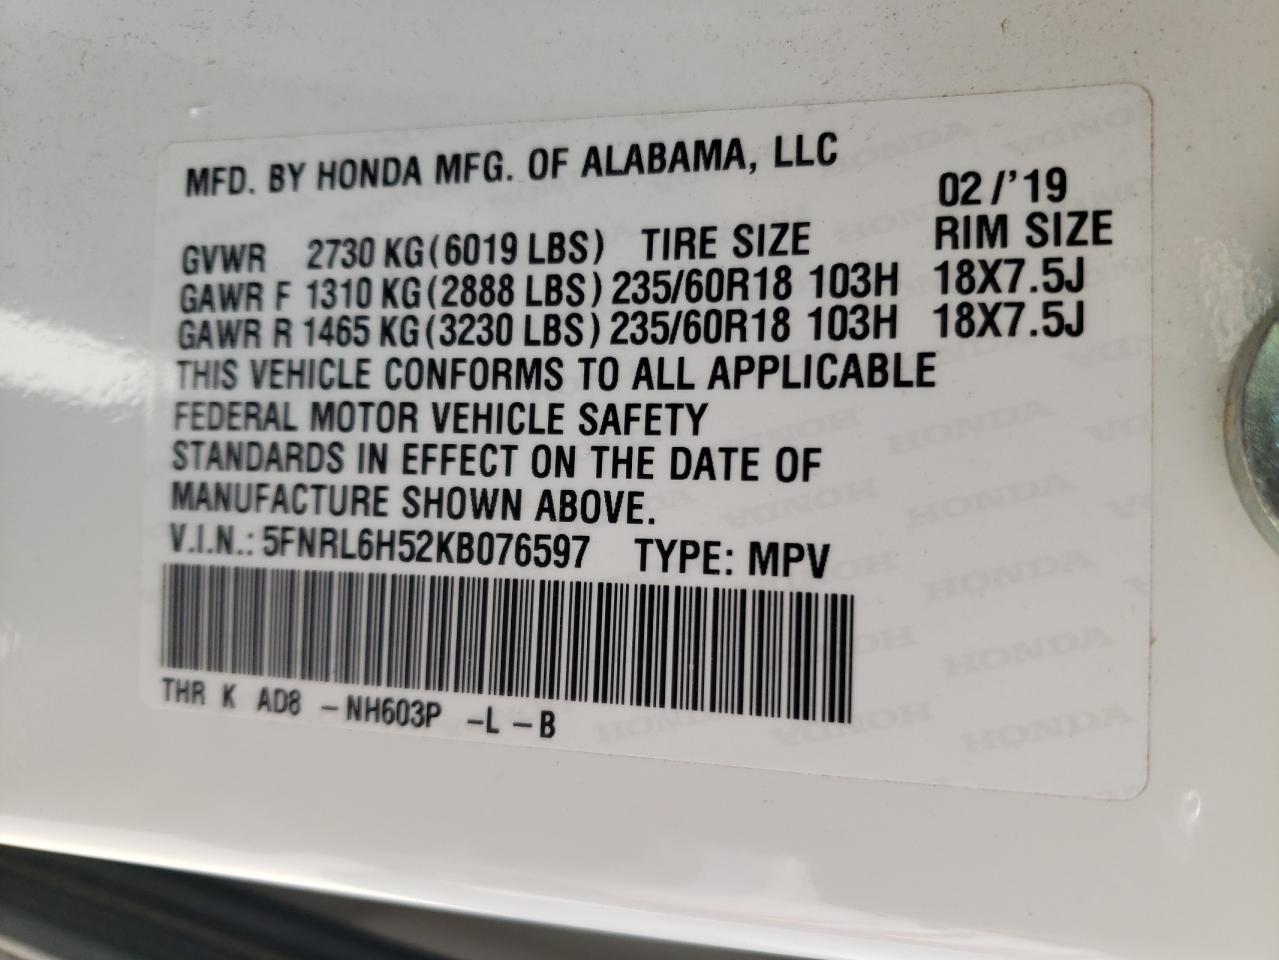 MFD. BY HONDA MFG. OF ALABAMA, LLC
02/'19
GVWR 2730 KG(6019 LBS) TIRE SIZE RIM SIZE
GAWR F 1310 KG(2888 LBS) 235/60R18 103H 18X7.5J
GAWR R 1465 KG(3230 LBS) 235/60R18 103H 18X7.5J
THIS VEHICLE CONFORMS TO ALL APPLICABLE
FEDERAL MOTOR VEHICLE SAFETY
STANDARDS IN EFFECT ON THE DATE OF
MANUFACTURE SHOWN ABOVE.
V.I.N.: 5FNRL6H52KB076597 TYPE: MPV
THR K AD8 -NH603P -L -B